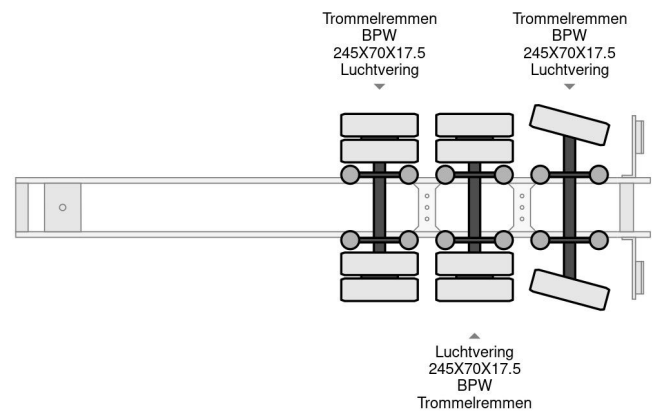 Trommelremmen
BPW
245X70X17.5
Luchtvering
Trommelremmen
BPW
245X70X17.5
Luchtvering
Luchtvering
245X70X17.5
BPW
Trommelremmen